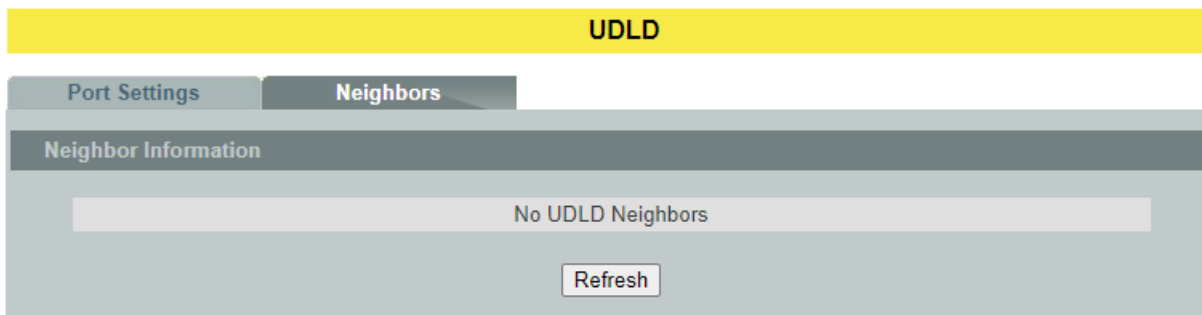 UDLD
Port Settings
Neighbors
Neighbor Information
No UDLD Neighbors
Refresh